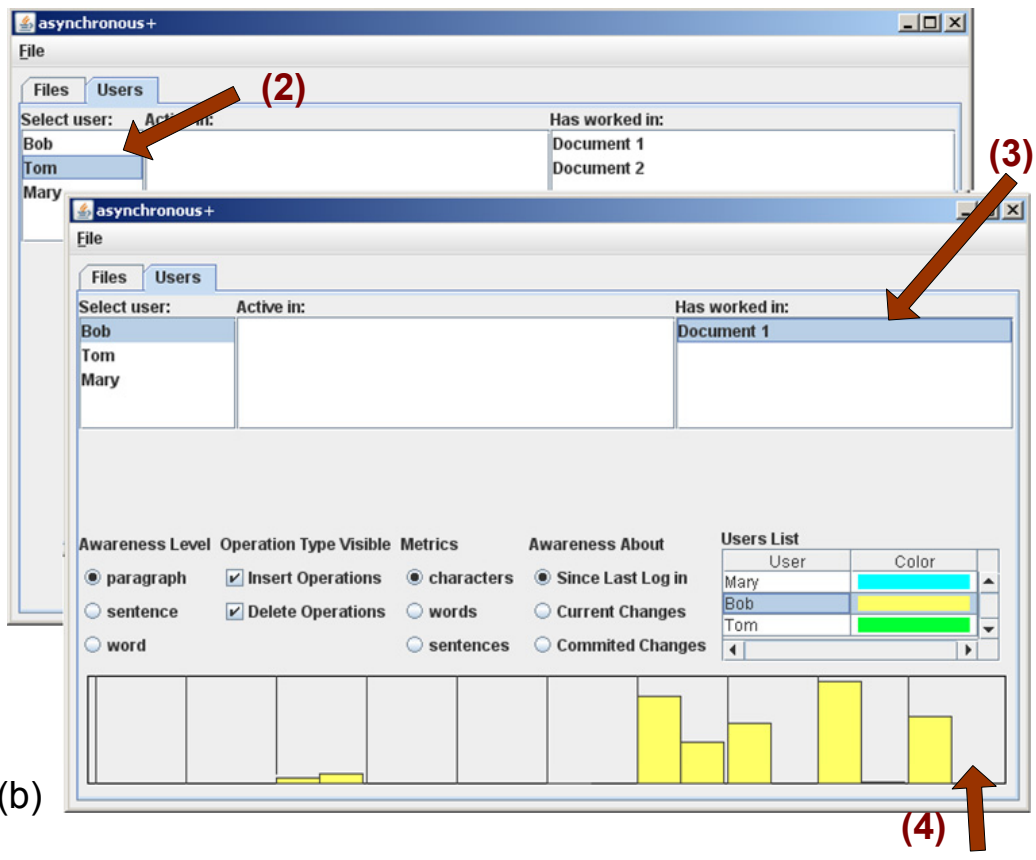 asynchronous+
File
Files Users
(2)
Select user: Active in: Has worked in:
Bob Document 1
Tom Document 2
Mary
(3)
asynchronous+
File
Files Users
Select user: Active in: Has worked in:
Bob Document 1
Tom
Mary
Awareness Level Operation Type Visible Metrics Awareness About Users List
User Color
paragraph Insert Operations characters Since Last Log in Mary
sentence Delete Operations words Current Changes Bob
Tom
word sentences Commited Changes
(b)
(4)